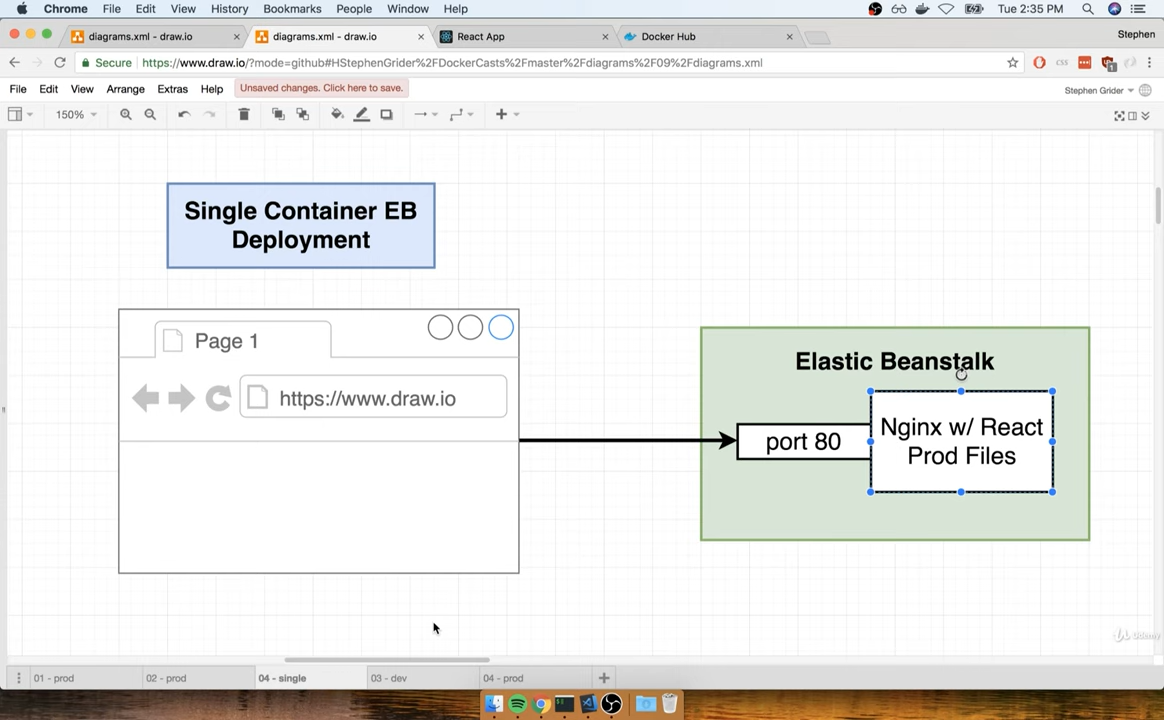 Chrome File Edit View History Bookmarks People Window Help Tue 2:35 PM
diagrams.xml - draw.io diagrams.xml - draw.io React App Docker Hub Stephen
Secure https://www.draw.io/?mode=github#HStephenGrider%2FDockerCasts%2Fmaster%2Fdiagrams%2F09%2Fdiagrams.xml
File Edit View Arrange Extras Help Unsaved changes. Click here to save. Stephen Grider
150%
Single Container EB
Deployment
Page 1
https://www.draw.io
Elastic Beanstalk
port 80
Nginx w/ React
Prod Files
Udemy
01 - prod 02 - prod 04 - single 03 - dev 04 - prod